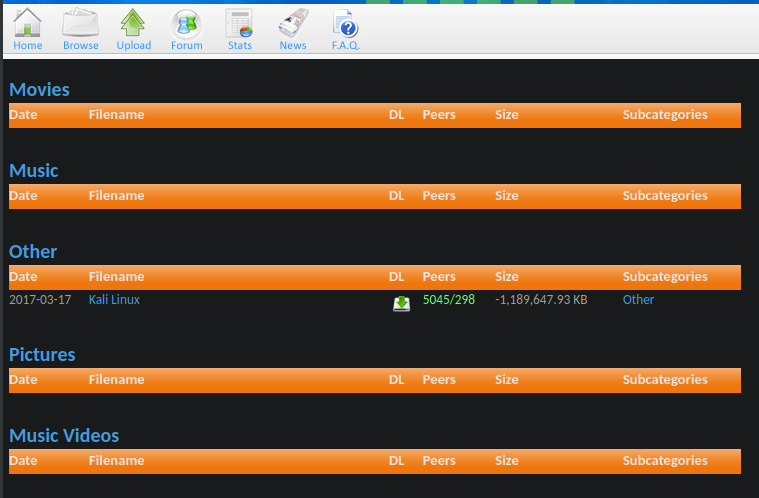 Home Browse Upload Forum Stats News F.A.Q.
Movies
Date Filename DL Peers Size Subcategories
Music
Date Filename DL Peers Size Subcategories
Other
Date Filename DL Peers Size Subcategories
2017-03-17 Kali Linux 5045/298 -1,189,647.93 KB Other
Pictures
Date Filename DL Peers Size Subcategories
Music Videos
Date Filename DL Peers Size Subcategories